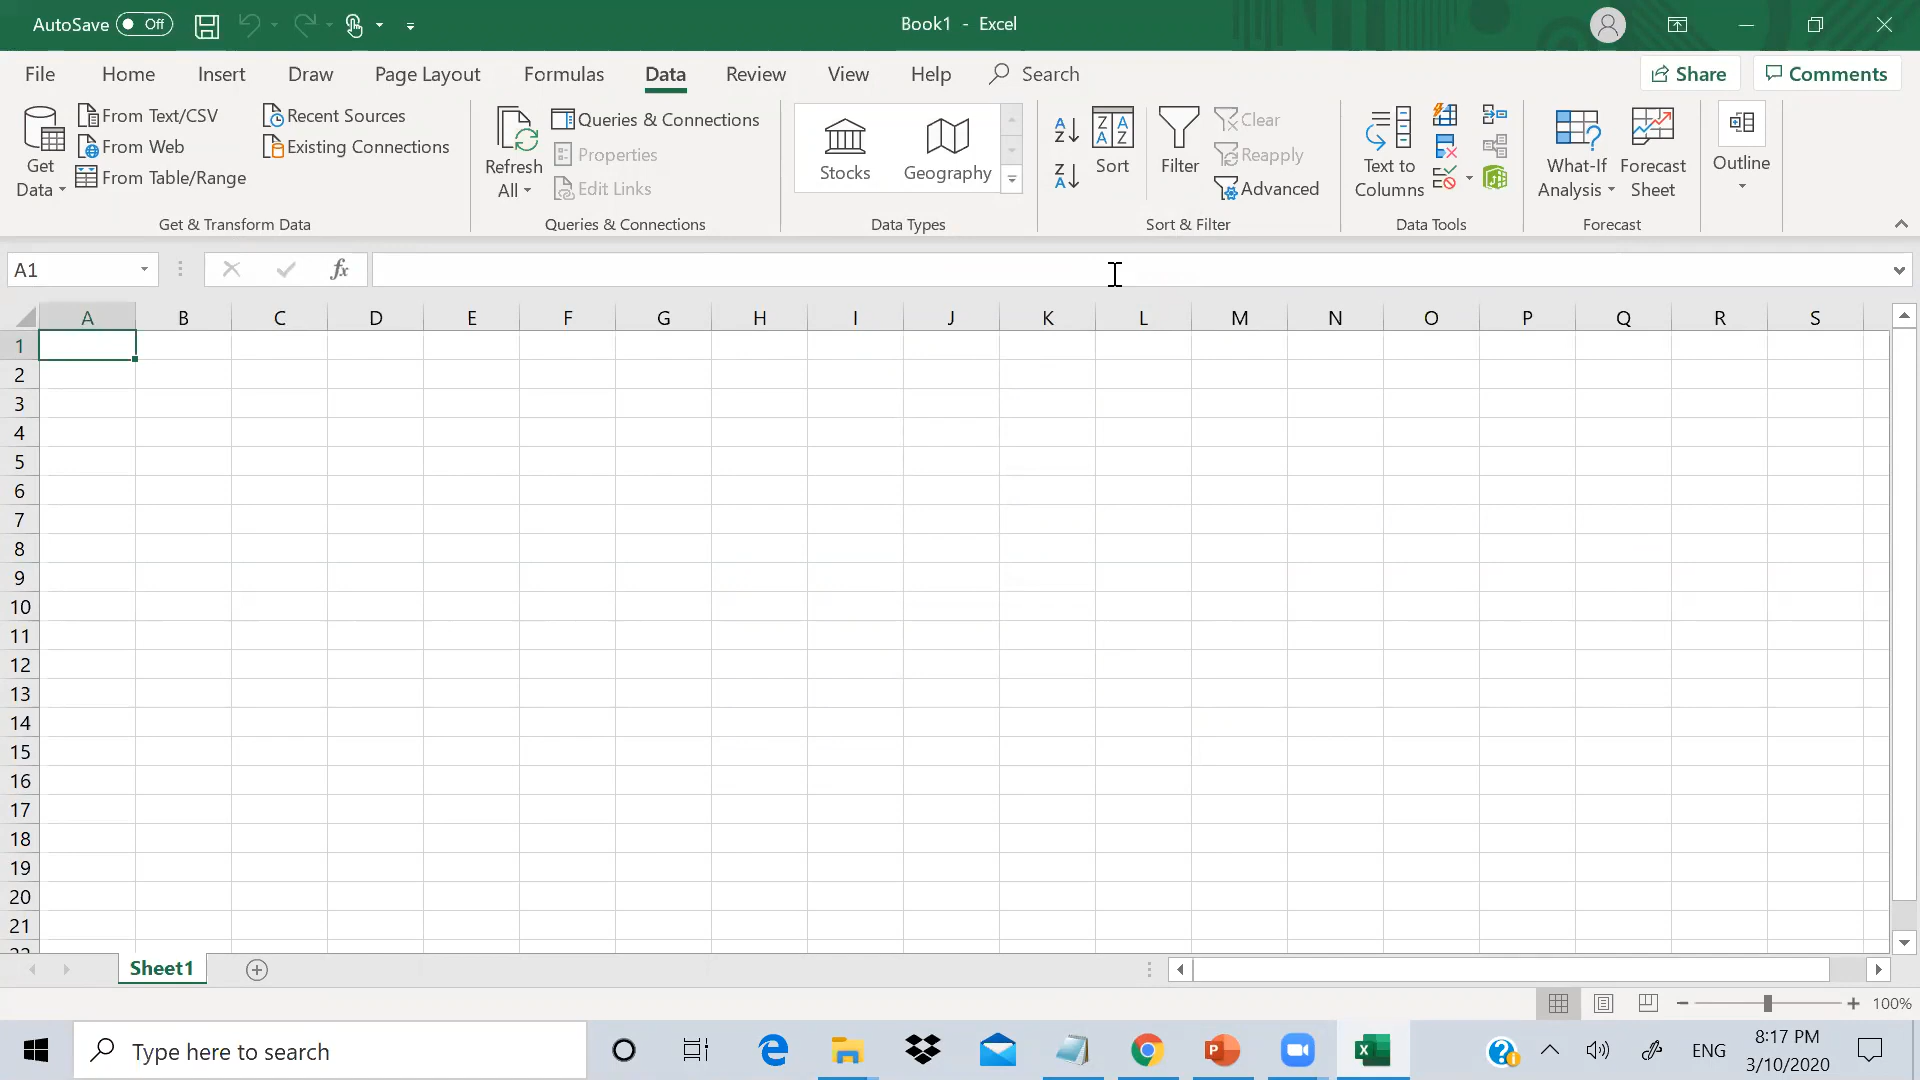 AutoSave Off
Book1 - Excel
File Home Insert Draw Page Layout Formulas Data Review View Help Search Share Comments
Get Data
From Text/CSV
From Web
From Table/Range
Recent Sources
Existing Connections
Get & Transform Data
Refresh All
Queries & Connections
Properties
Edit Links
Queries & Connections
Stocks
Geography
Data Types
Sort
Filter
Clear
Reapply
Advanced
Sort & Filter
Text to Columns
Data Tools
What-If Analysis
Forecast Sheet
Forecast
Outline
A1
fx
A B C D E F G H I J K L M N O P Q R S
1
2
3
4
5
6
7
8
9
10
11
12
13
14
15
16
17
18
19
20
21
Sheet1
100%
Type here to search
ENG
8:17 PM
3/10/2020